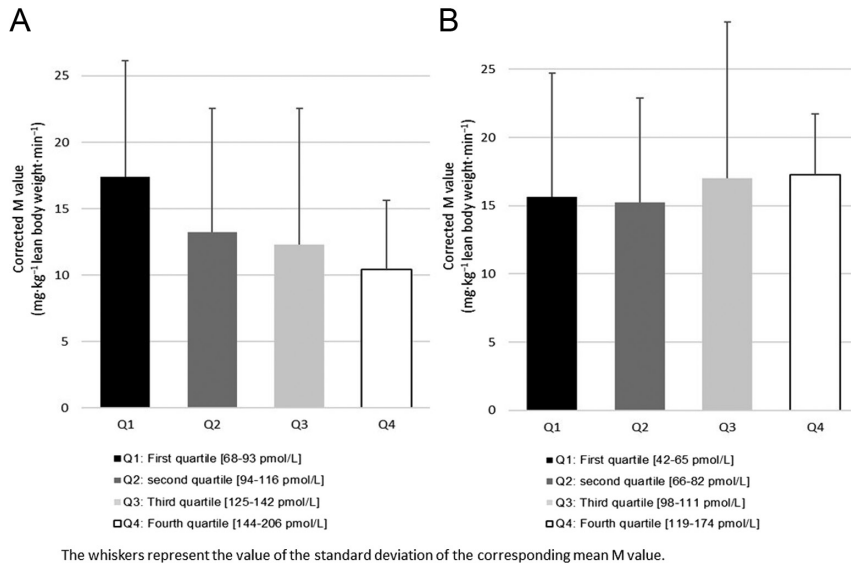 A
Corrected M value
(mg·kg⁻¹ lean body weight·min⁻¹)
25
20
15
10
5
0
Q1 Q2 Q3 Q4
Q1: First quartile [68-93 pmol/L]
Q2: second quartile [94-116 pmol/L]
Q3: Third quartile [125-142 pmol/L]
Q4: Fourth quartile [144-206 pmol/L]
B
Corrected M value
(mg·kg⁻¹ lean body weight·min⁻¹)
25
20
15
10
5
0
Q1 Q2 Q3 Q4
Q1: First quartile [42-65 pmol/L]
Q2: second quartile [66-82 pmol/L]
Q3: Third quartile [98-111 pmol/L]
Q4: Fourth quartile [119-174 pmol/L]
The whiskers represent the value of the standard deviation of the corresponding mean M value.